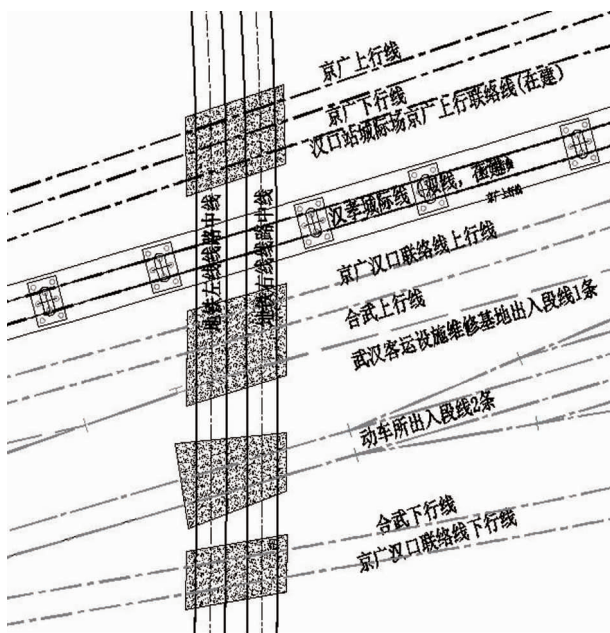 京广上行线
京广下行线
汉口站城际场京广上行联络线(在建)
汉孝城际线(双线，在建)
地铁左线线路中线
地铁右线线路中线
京广汉口联络线上行线
合武上行线
武汉客运设施维修基地出入段线1条
动车所出入段线2条
合武下行线
京广汉口联络线下行线